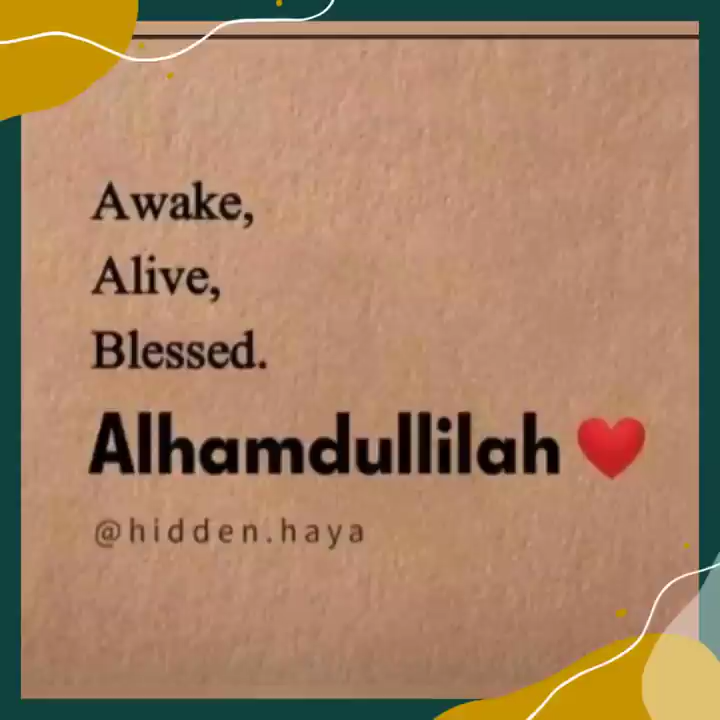 Awake,
Alive,
Blessed.
Alhamdullilah ❤️
@hidden.haya